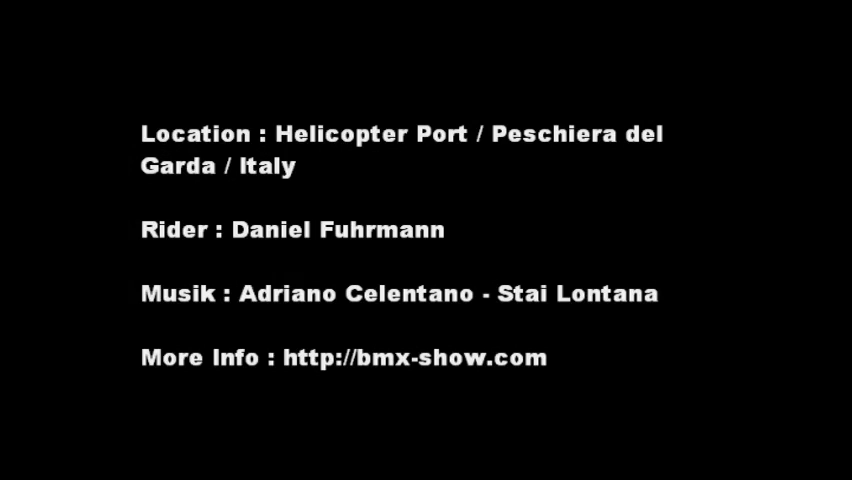 Location : Helicopter Port / Peschiera del
Garda / Italy
Rider : Daniel Fuhrmann
Musik : Adriano Celentano - Stai Lontana
More Info : http://bmx-show.com